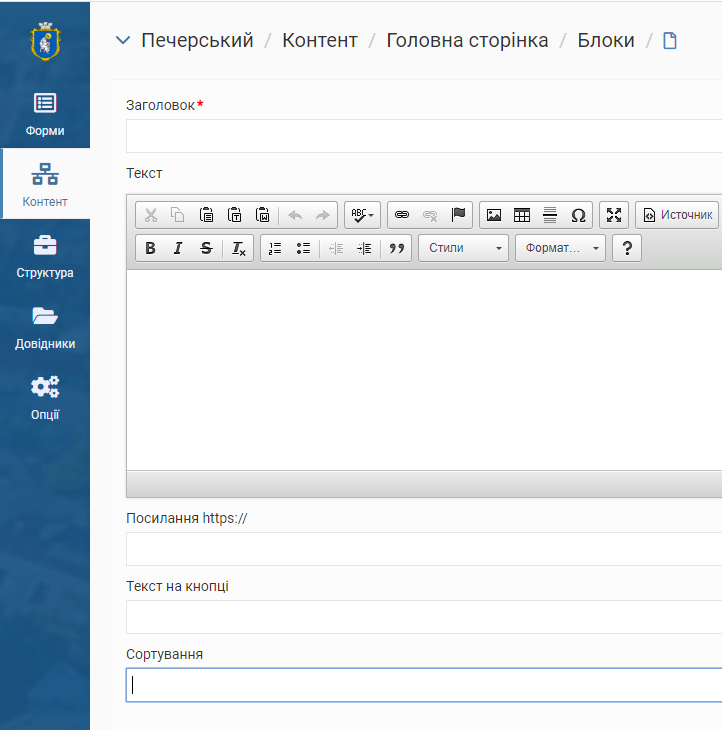 Печерський / Контент / Головна сторінка / Блоки /
Форми
Контент
Структура
Довідники
Опції
Заголовок*
Текст
ABC
Источник
B I S Tx
Стили
Формат...
?
Посилання https://
Текст на кнопці
Сортування